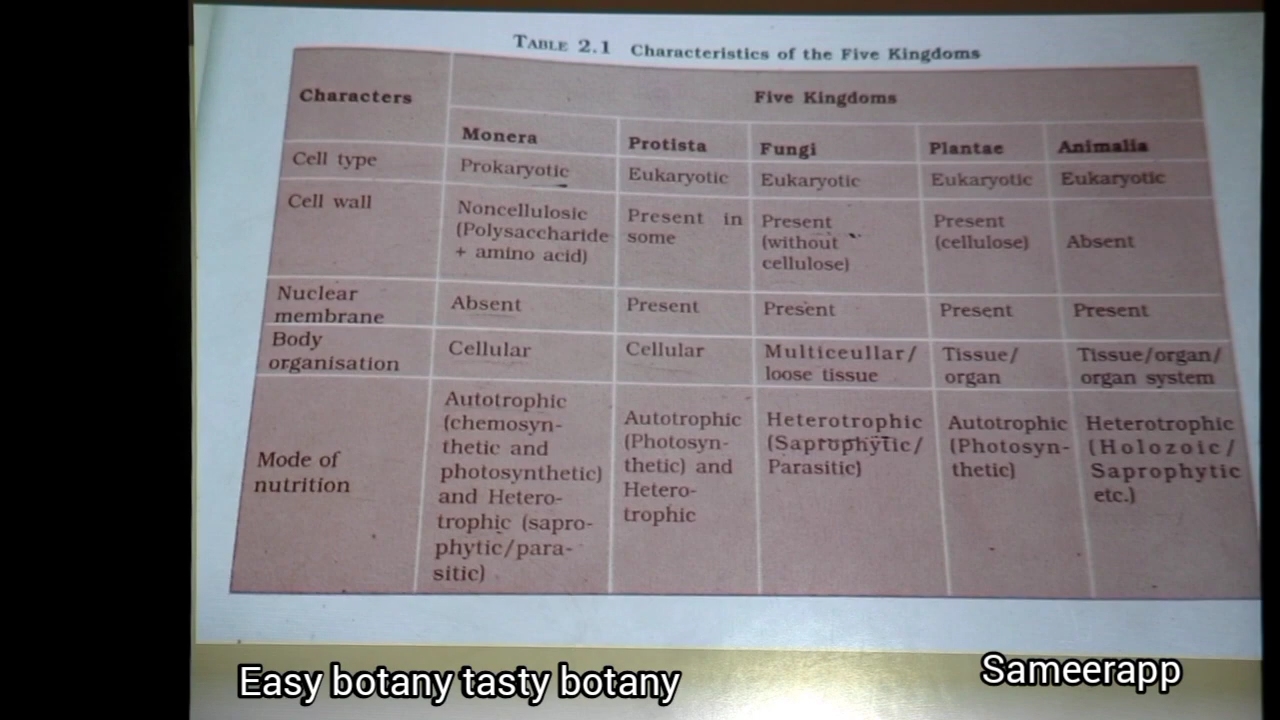 TABLE 2.1 Characteristics of the Five Kingdoms
Characters
Five Kingdoms
Monera
Protista
Fungi
Plantae
Animalia
Cell type
Prokaryotic
Eukaryotic
Eukaryotic
Eukaryotic
Eukaryotic
Cell wall
Noncellulosic
(Polysaccharide
+ amino acid)
Present in
some
Present
(without
cellulose)
Present
(cellulose)
Absent
Nuclear
membrane
Absent
Present
Present
Present
Present
Body
organisation
Cellular
Cellular
Multiceullar/
loose tissue
Tissue/
organ
Tissue/organ/
organ system
Mode of
nutrition
Autotrophic
(chemosyn-
thetic and
photosynthetic)
and Hetero-
trophic (sapro-
phytic/para-
sitic)
Autotrophic
(Photosyn-
thetic) and
Hetero-
trophic
Heterotrophic
(Saprophytic/
Parasitic)
Autotrophic
(Photosyn-
thetic)
Heterotrophic
(Holozoic/
Saprophytic
etc.)
Easy botany tasty botany
Sameerapp